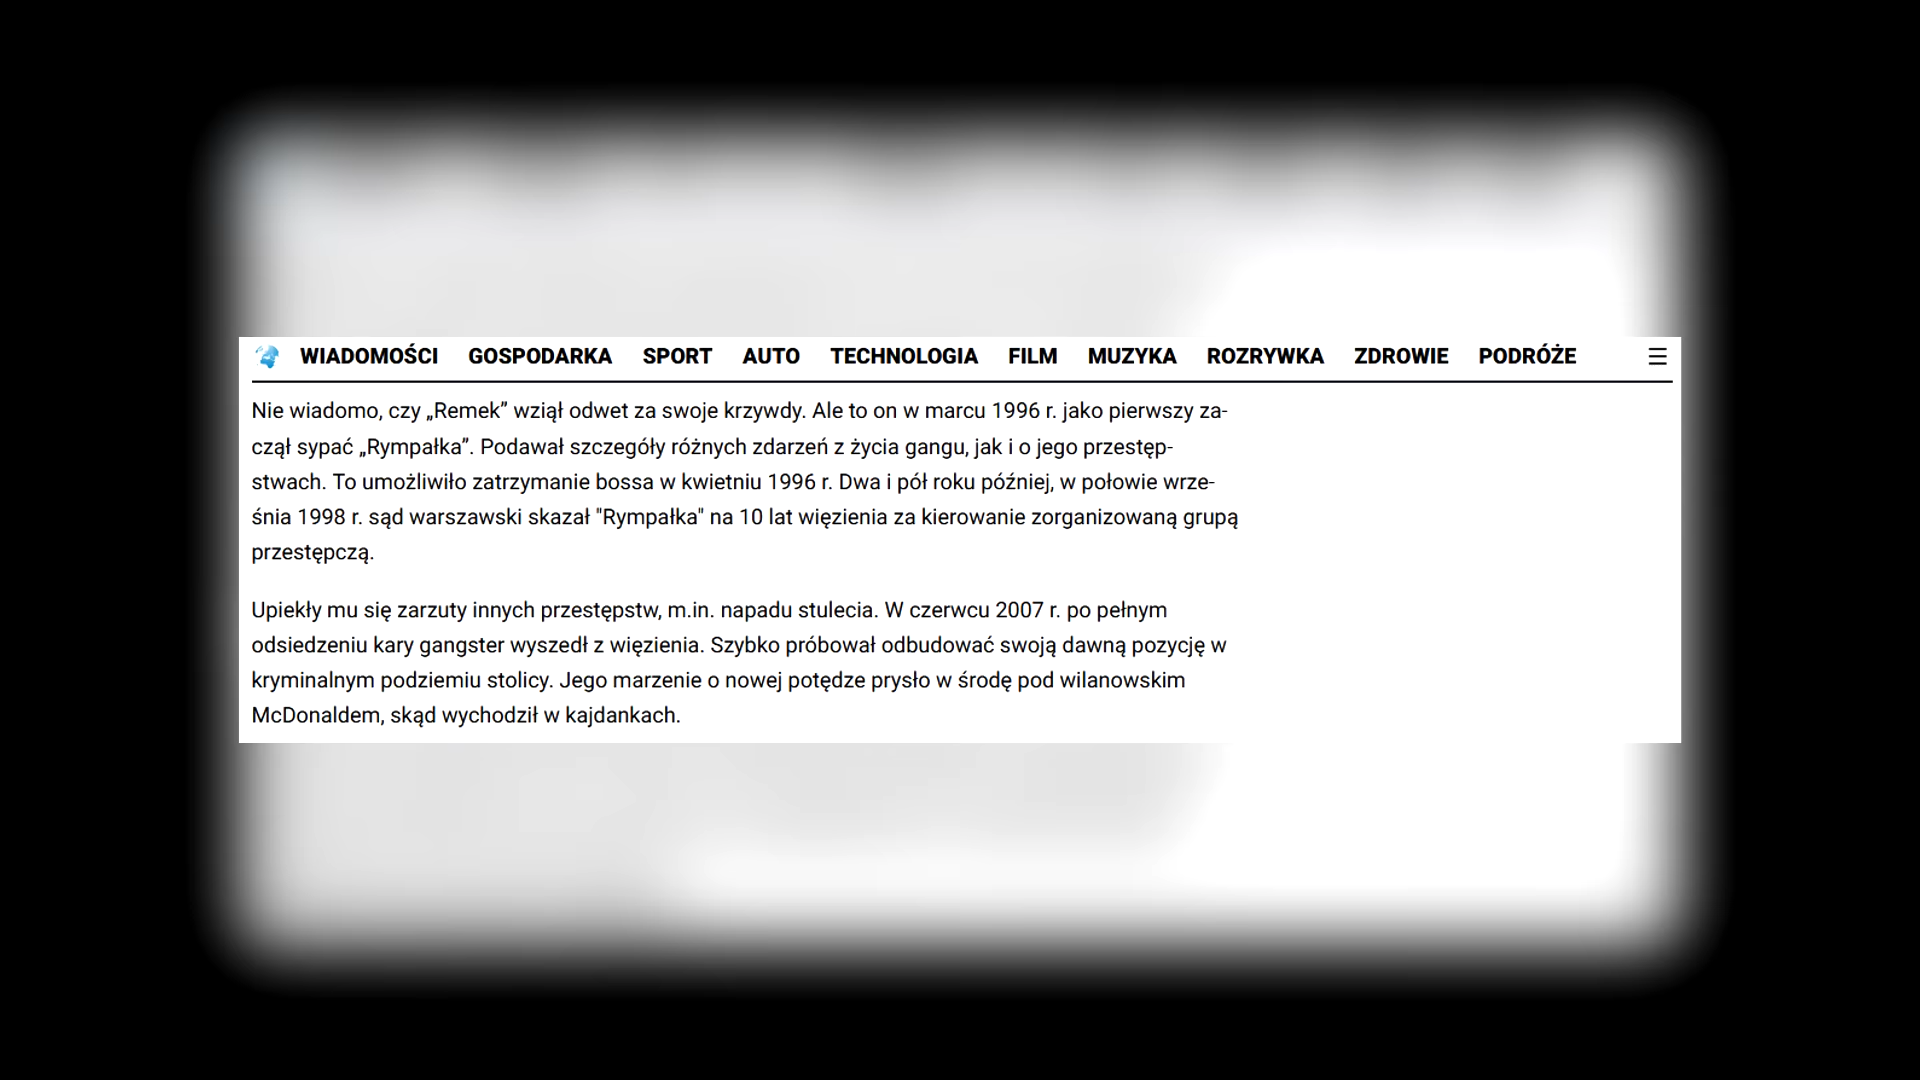 WIADOMOŚCI GOSPODARKA SPORT AUTO TECHNOLOGIA FILM MUZYKA ROZRYWKA ZDROWIE PODRÓŻE
Nie wiadomo, czy „Remek” wziął odwet za swoje krzywdy. Ale to on w marcu 1996 r. jako pierwszy za-
czął sypać „Rympałka”. Podawał szczegóły różnych zdarzeń z życia gangu, jak i o jego przestęp-
stwach. To umożliwiło zatrzymanie bossa w kwietniu 1996 r. Dwa i pół roku później, w połowie wrze-
śnia 1998 r. sąd warszawski skazał "Rympałka" na 10 lat więzienia za kierowanie zorganizowaną grupą
przestępczą.
Upiekły mu się zarzuty innych przestępstw, m.in. napadu stulecia. W czerwcu 2007 r. po pełnym
odsiedzeniu kary gangster wyszedł z więzienia. Szybko próbował odbudować swoją dawną pozycję w
kryminalnym podziemiu stolicy. Jego marzenie o nowej potędze prysło w środę pod wilanowskim
McDonaldem, skąd wychodził w kajdankach.